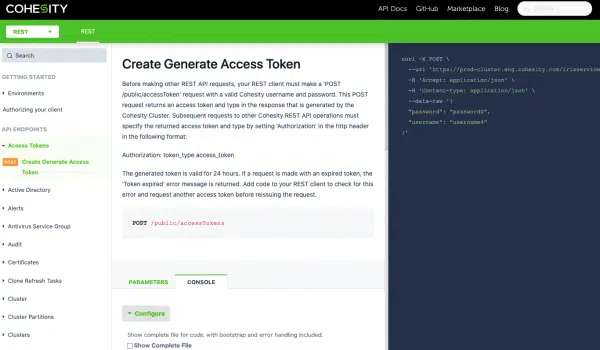 COHESITY
API Docs GitHub Marketplace Blog
REST REST
Search
GETTING STARTED
Environments
Authorizing your client
API ENDPOINTS
Access Tokens
POST Create Generate Access
Token
Active Directory
Alerts
Antivirus Service Group
Audit
Certificates
Clone Refresh Tasks
Cluster
Cluster Partitions
Clusters
Create Generate Access Token
Before making other REST API requests, your REST client must make a 'POST
/public/accessToken' request with a valid Cohesity username and password. This POST
request returns an access token and type in the response that is generated by the
Cohesity Cluster. Subsequent requests to other Cohesity REST API operations must
specify the returned access token and type by setting 'Authorization' in the http header
in the following format:
Authorization: token_type access_token
The generated token is valid for 24 hours. If a request is made with an expired token, the
'Token expired' error message is returned. Add code to your REST client to check for this
error and request another access token before reissuing the request.
POST /public/accessTokens
PARAMETERS CONSOLE
Configure
Show complete file for code, with bootstrap and error handling included.
Show Complete File
curl -X POST \
--url 'https://prod-cluster.eng.cohesity.com/irisservice
-H 'Accept: application/json' \
-H 'Content-type: application/json' \
--data-raw '{
"password": "password0",
"username": "username4"
}'